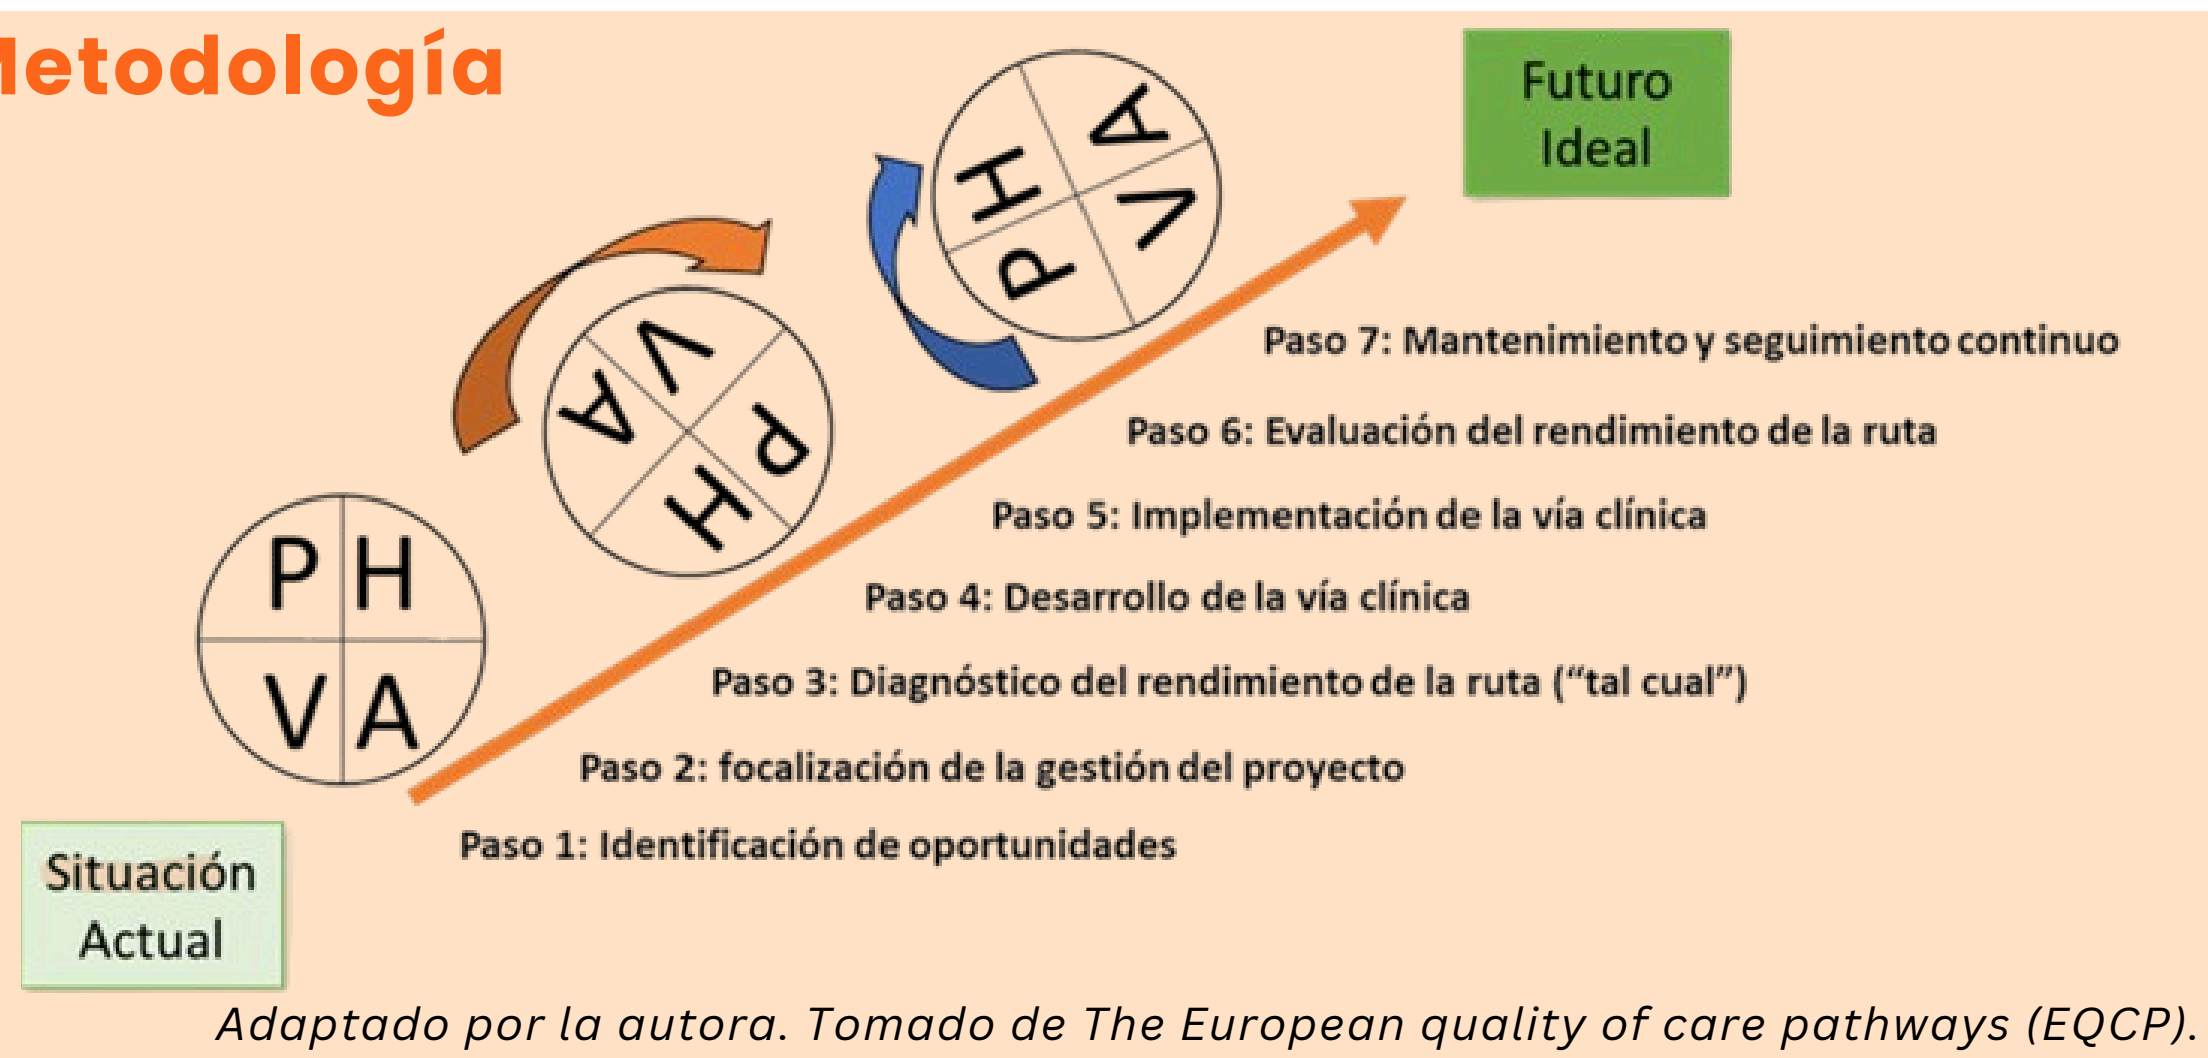 Metodología
Futuro
Ideal
A
H
V
P
V
A
P
H
P H
V A
Paso 7: Mantenimiento y seguimiento continuo
Paso 6: Evaluación del rendimiento de la ruta
Paso 5: Implementación de la vía clínica
Paso 4: Desarrollo de la vía clínica
Paso 3: Diagnóstico del rendimiento de la ruta (“tal cual”)
Paso 2: focalización de la gestión del proyecto
Paso 1: Identificación de oportunidades
Situación
Actual
Adaptado por la autora. Tomado de The European quality of care pathways (EQCP).